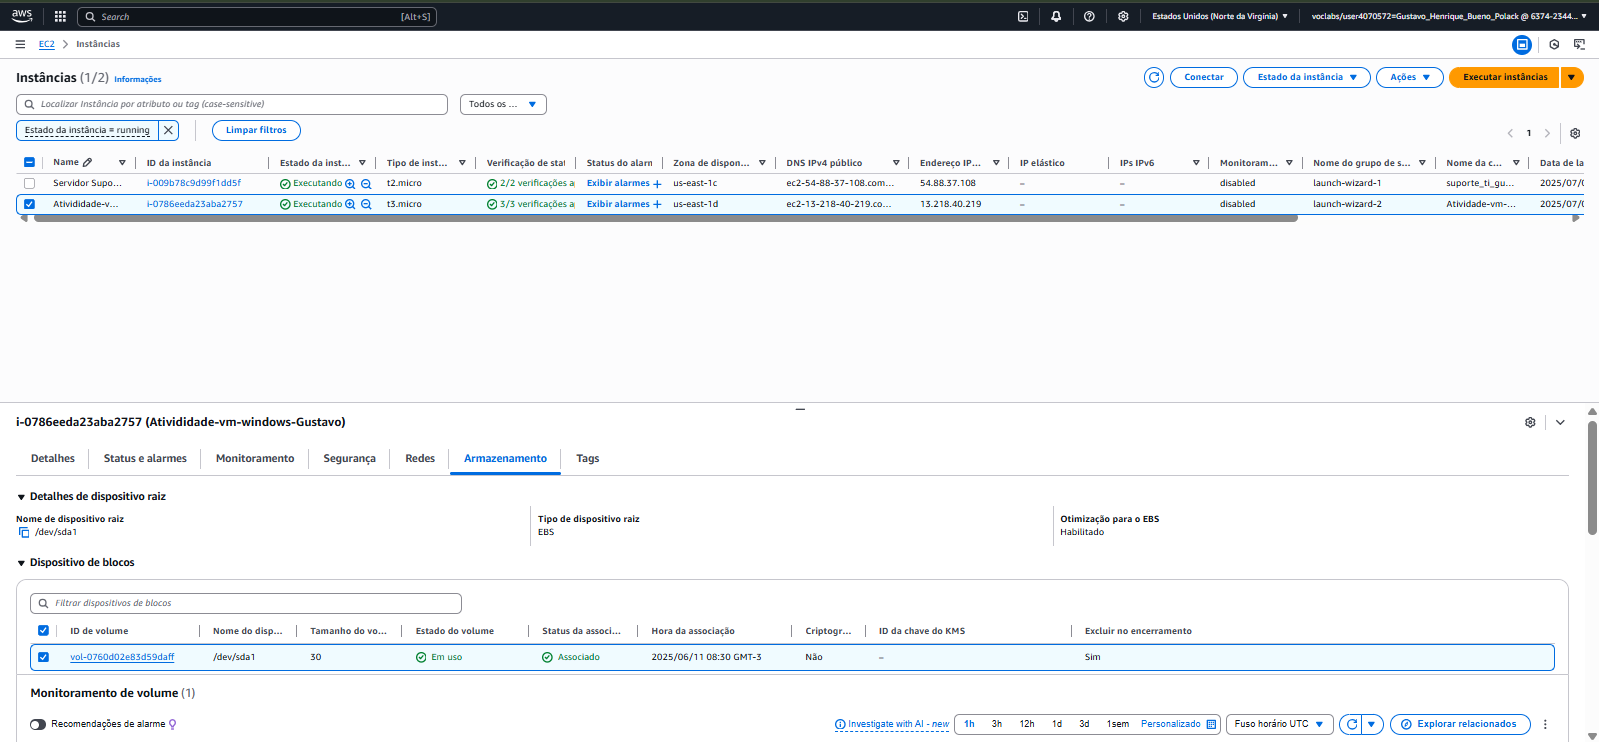 aws Search [Alt+S] Estados Unidos (Norte da Virgínia) voclabs/user4070572=Gustavo_Henrique_Bueno_Polack @ 6374-2344...
EC2 Instâncias
Instâncias (1/2) Informações Conectar Estado da instância Ações Executar instâncias
Localizar Instância por atributo ou tag (case-sensitive) Todos os ...
Estado da instância = running Limpar filtros 1
Name ID da instância Estado da inst... Tipo de inst... Verificação de stat Status do alarm Zona de dispon... DNS IPv4 público Endereço IP... IP elástico IPs IPv6 Monitoram... Nome do grupo de s... Nome da c... Data de la
Servidor Supo... i-009b78c9d99f1dd5f Executando t2.micro 2/2 verificações a Exibir alarmes + us-east-1c ec2-54-88-37-108.com... 54.88.37.108 – – disabled launch-wizard-1 suporte_ti_gu... 2025/07/0
Ativididade-v... i-0786eeda23aba2757 Executando t3.micro 3/3 verificações a Exibir alarmes + us-east-1d ec2-13-218-40-219.co... 13.218.40.219 – – disabled launch-wizard-2 Atividade-vm-... 2025/07/0
i-0786eeda23aba2757 (Ativididade-vm-windows-Gustavo)
Detalhes Status e alarmes Monitoramento Segurança Redes Armazenamento Tags
Detalhes de dispositivo raiz
Nome de dispositivo raiz Tipo de dispositivo raiz Otimização para o EBS
/dev/sda1 EBS Habilitado
Dispositivo de blocos
Filtrar dispositivos de blocos
ID de volume Nome do disp... Tamanho do vo... Estado do volume Status da associ... Hora da associação Criptogr... ID da chave do KMS Excluir no encerramento
vol-0760d02e83d59daff /dev/sda1 30 Em uso Associado 2025/06/11 08:30 GMT-3 Não – Sim
Monitoramento de volume (1)
Recomendações de alarme Investigate with AI - new 1h 3h 12h 1d 3d 1sem Personalizado Fuso horário UTC Explorar relacionados